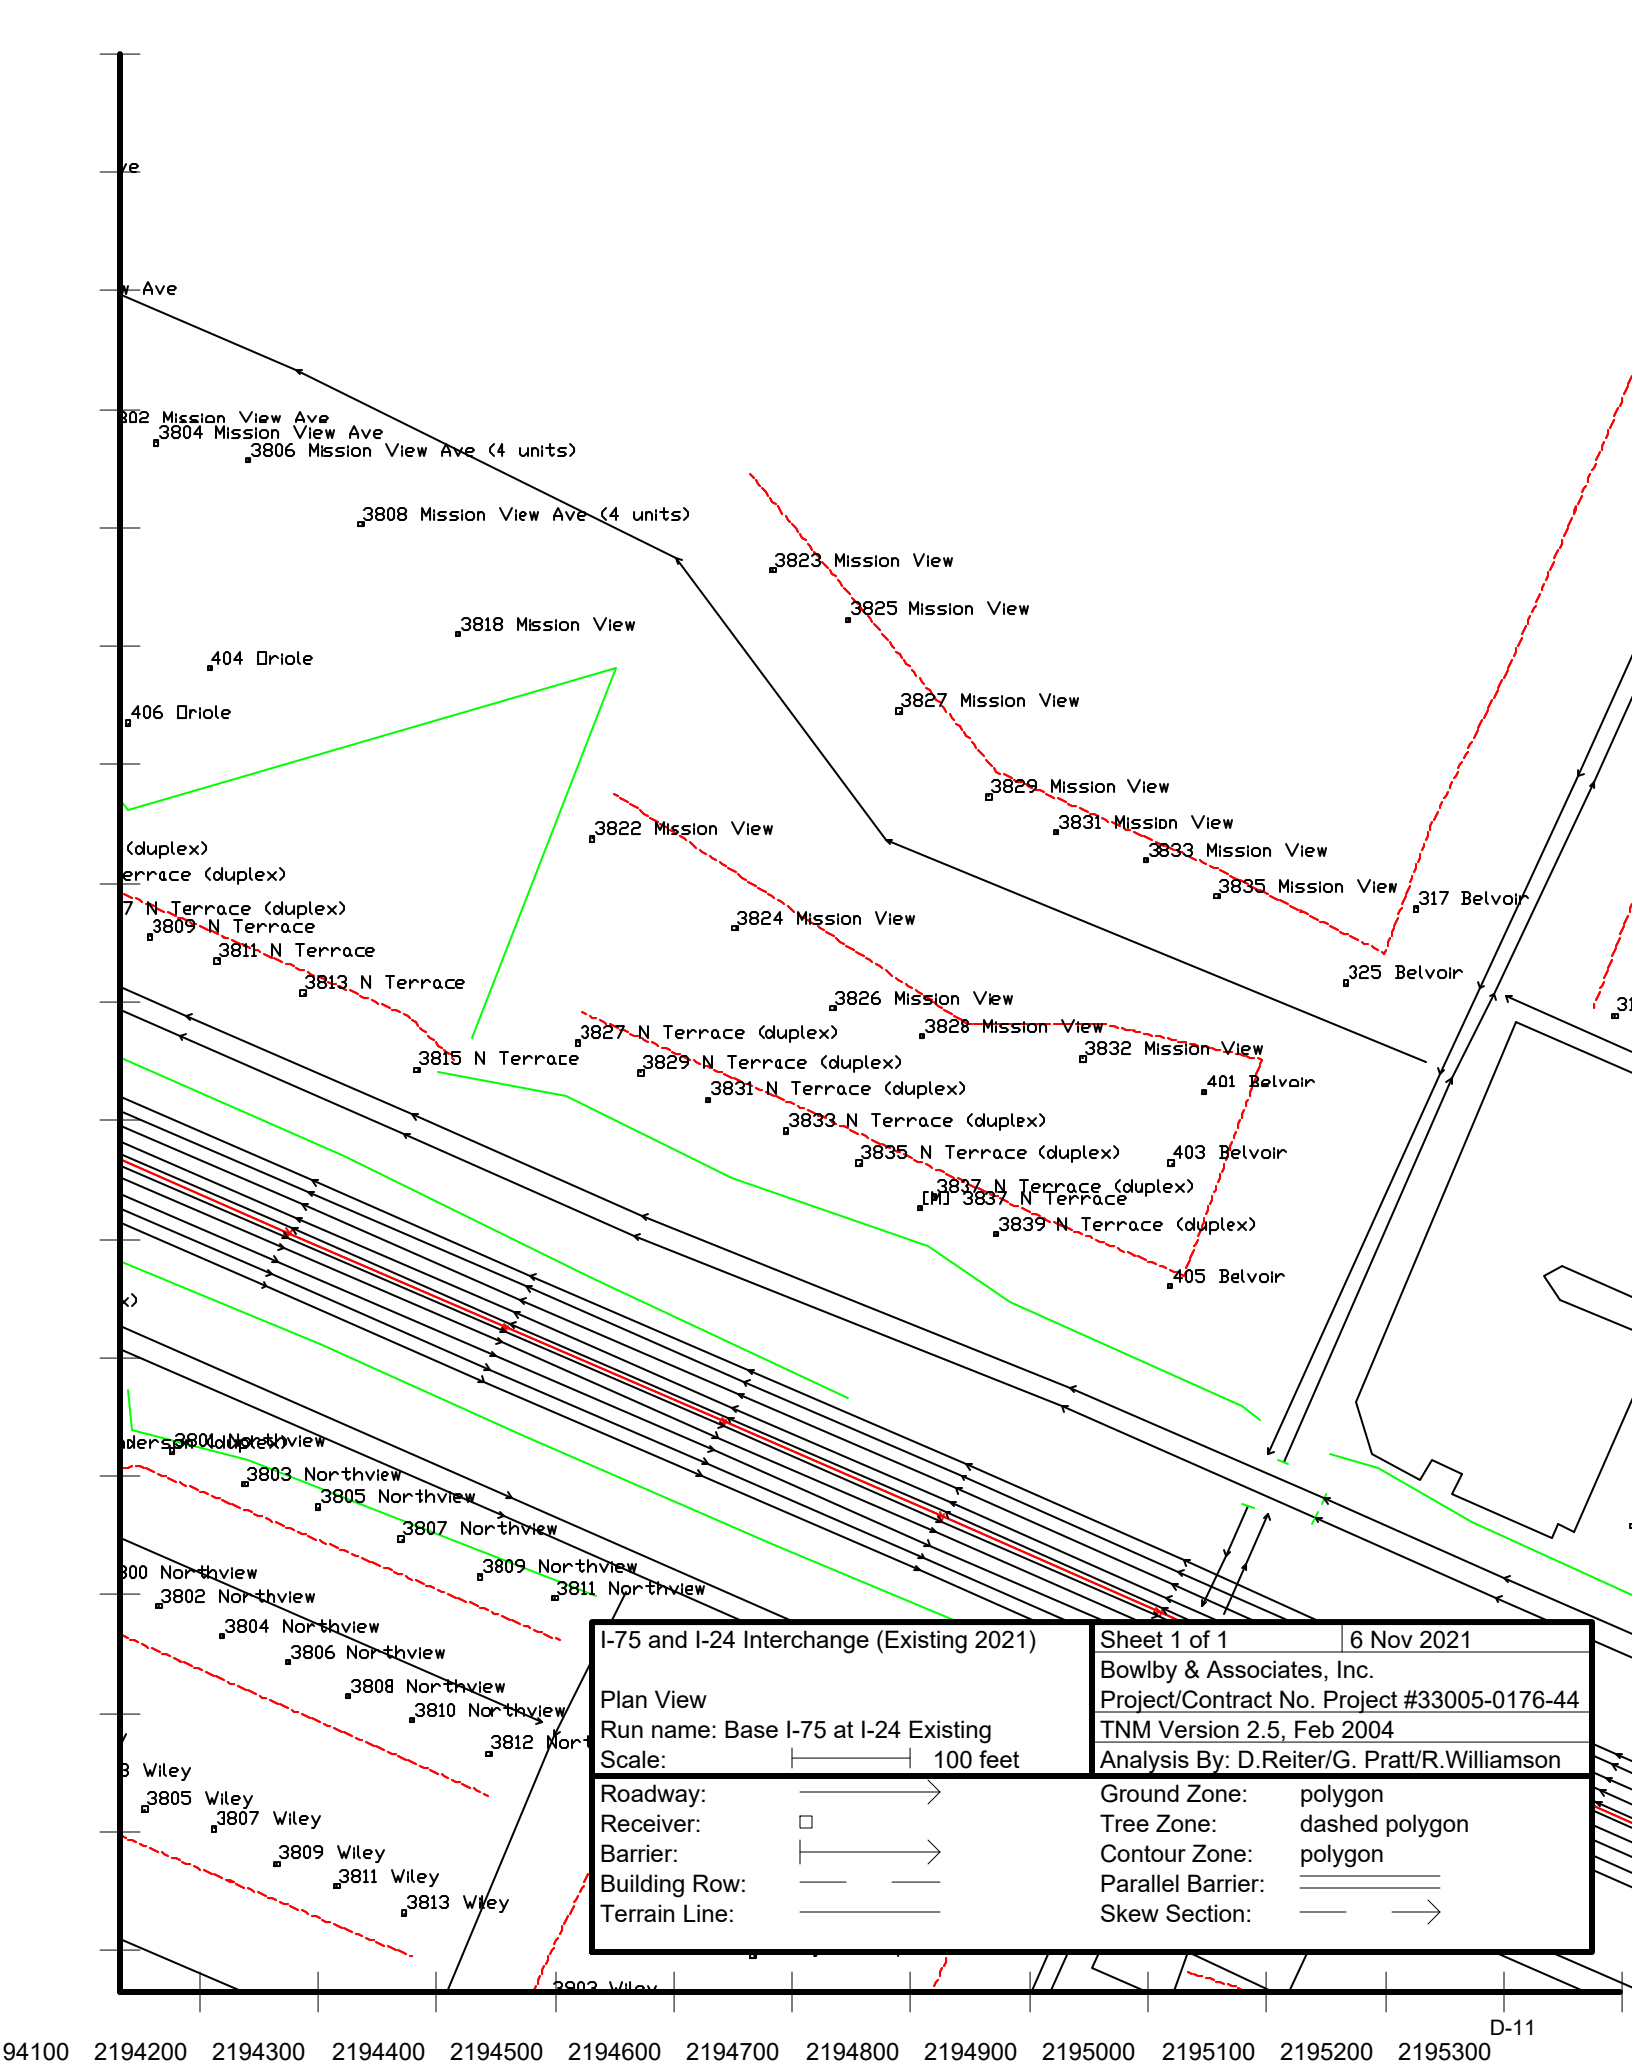 ve
w Ave
802 Mission View Ave
3804 Mission View Ave
3806 Mission View Ave (4 units)
3808 Mission View Ave (4 units)
3823 Mission View
3825 Mission View
3818 Mission View
404 Oriole
406 Oriole
3827 Mission View
3829 Mission View
3822 Mission View
3831 Mission View
3833 Mission View
3835 Mission View
317 Belvoir
(duplex)
errace (duplex)
7 N Terrace (duplex)
3809 N Terrace
3811 N Terrace
3813 N Terrace
3824 Mission View
325 Belvoir
3826 Mission View
31
3828 Mission View
3827 N Terrace (duplex)
3815 N Terrace
3829 N Terrace (duplex)
3832 Mission View
401 Belvoir
3831 N Terrace (duplex)
3833 N Terrace (duplex)
3835 N Terrace (duplex)
403 Belvoir
3837 N Terrace (duplex)
[M] 3837 N Terrace
3839 N Terrace (duplex)
405 Belvoir
x)
nderson (duplex)
3801 Northview
3803 Northview
3805 Northview
3807 Northview
3809 Northview
3811 Northview
800 Northview
3802 Northview
3804 Northview
3806 Northview
3808 Northview
3810 Northview
3812 Nort
3 Wiley
3805 Wiley
3807 Wiley
3809 Wiley
3811 Wiley
3813 Wiley
3903 Wiley
I-75 and I-24 Interchange (Existing 2021)
Plan View
Run name: Base I-75 at I-24 Existing
Scale: 100 feet
Sheet 1 of 1
6 Nov 2021
Bowlby & Associates, Inc.
Project/Contract No. Project #33005-0176-44
TNM Version 2.5, Feb 2004
Analysis By: D.Reiter/G. Pratt/R.Williamson
Roadway:
Receiver:
Barrier:
Building Row:
Terrain Line:
Ground Zone: polygon
Tree Zone: dashed polygon
Contour Zone: polygon
Parallel Barrier:
Skew Section:
D-11
94100 2194200 2194300 2194400 2194500 2194600 2194700 2194800 2194900 2195000 2195100 2195200 2195300